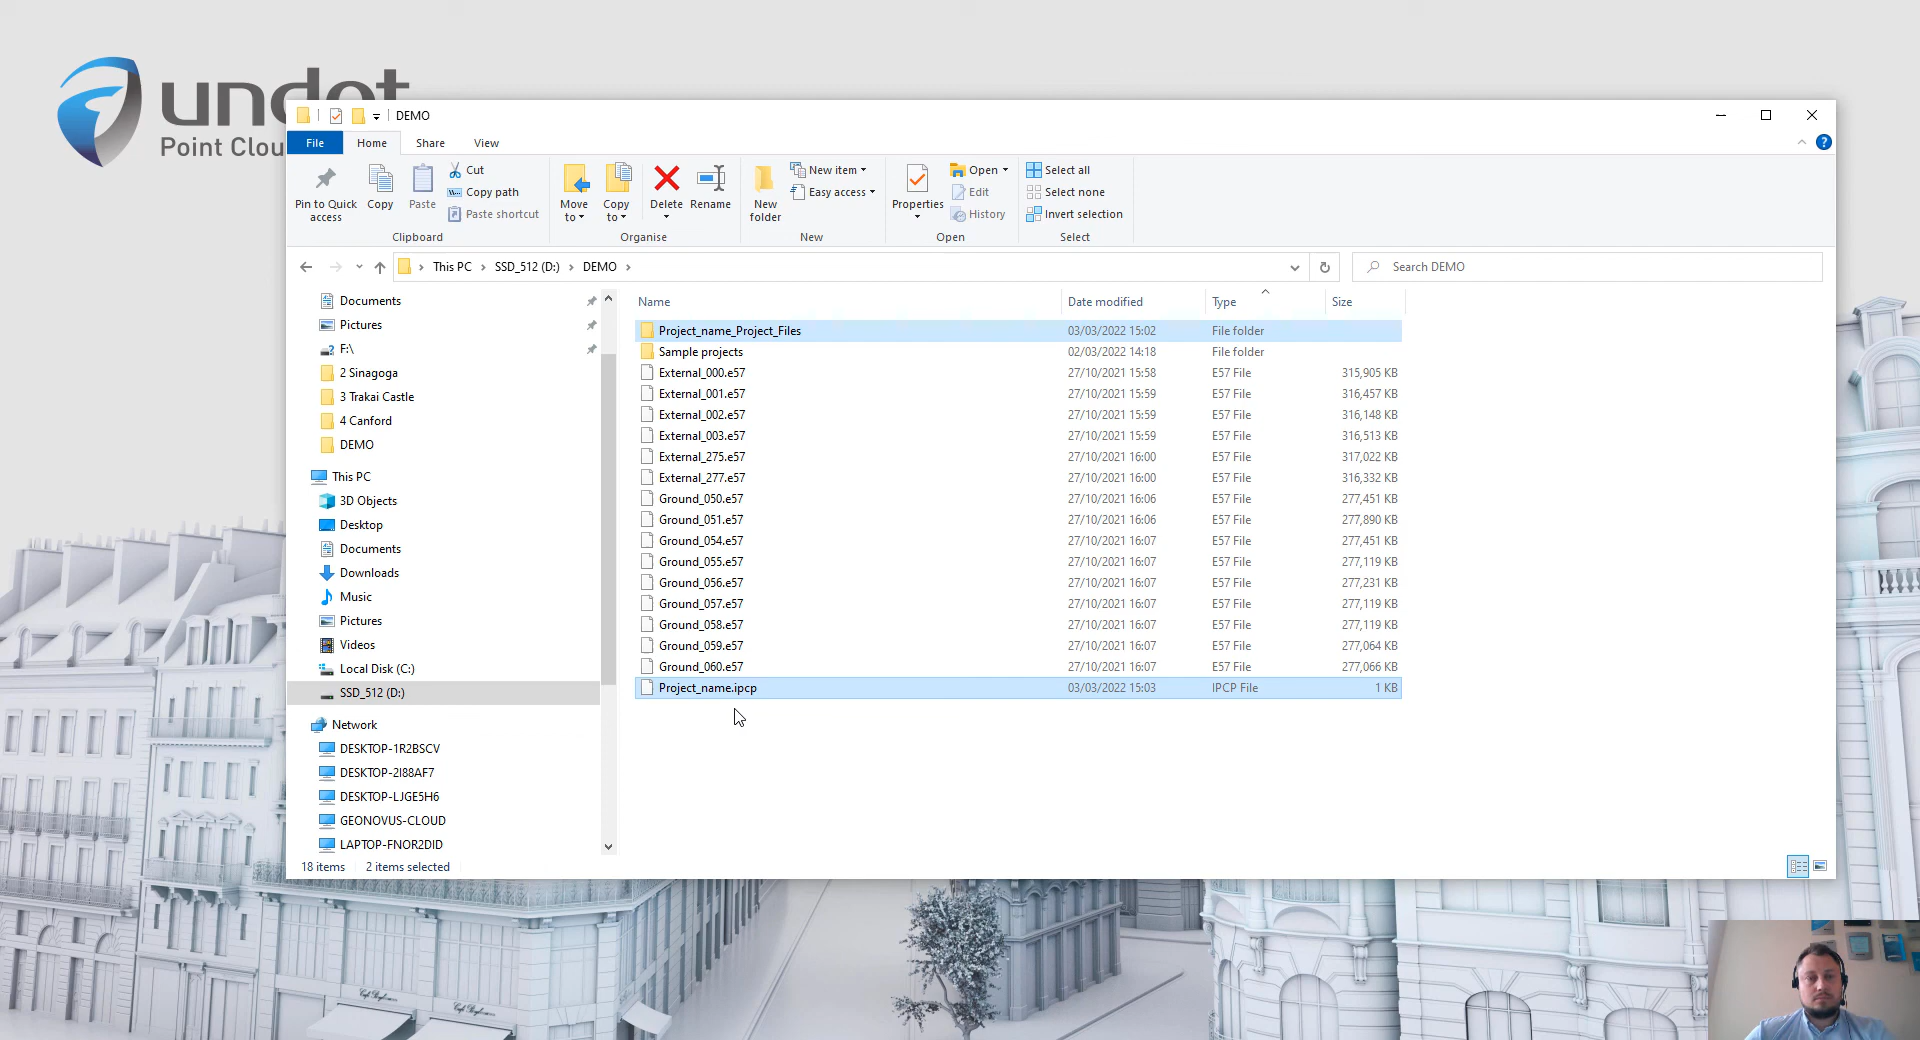 undet
Point Clou
DEMO
File Home Share View
Pin to Quick access
Copy
Paste
Cut
Copy path
Paste shortcut
Clipboard
Move to
Copy to
Delete
Rename
Organise
New folder
New item
Easy access
New
Properties
Open
Edit
History
Open
Select all
Select none
Invert selection
Select
This PC SSD_512 (D:) DEMO
Search DEMO
Documents
Pictures
F:\
2 Sinagoga
3 Trakai Castle
4 Canford
DEMO
This PC
3D Objects
Desktop
Documents
Downloads
Music
Pictures
Videos
Local Disk (C:)
SSD_512 (D:)
Network
DESKTOP-1R2BSCV
DESKTOP-2I88AF7
DESKTOP-LJGE5H6
GEONOVUS-CLOUD
LAPTOP-FNOR2DID
Name Date modified Type Size
Project_name_Project_Files 03/03/2022 15:02 File folder
Sample projects 02/03/2022 14:18 File folder
External_000.e57 27/10/2021 15:58 E57 File 315,905 KB
External_001.e57 27/10/2021 15:59 E57 File 316,457 KB
External_002.e57 27/10/2021 15:59 E57 File 316,148 KB
External_003.e57 27/10/2021 15:59 E57 File 316,513 KB
External_275.e57 27/10/2021 16:00 E57 File 317,022 KB
External_277.e57 27/10/2021 16:00 E57 File 316,332 KB
Ground_050.e57 27/10/2021 16:06 E57 File 277,451 KB
Ground_051.e57 27/10/2021 16:06 E57 File 277,890 KB
Ground_054.e57 27/10/2021 16:07 E57 File 277,451 KB
Ground_055.e57 27/10/2021 16:07 E57 File 277,119 KB
Ground_056.e57 27/10/2021 16:07 E57 File 277,231 KB
Ground_057.e57 27/10/2021 16:07 E57 File 277,119 KB
Ground_058.e57 27/10/2021 16:07 E57 File 277,119 KB
Ground_059.e57 27/10/2021 16:07 E57 File 277,064 KB
Ground_060.e57 27/10/2021 16:07 E57 File 277,066 KB
Project_name.ipcp 03/03/2022 15:03 IPCP File 1 KB
18 items 2 items selected